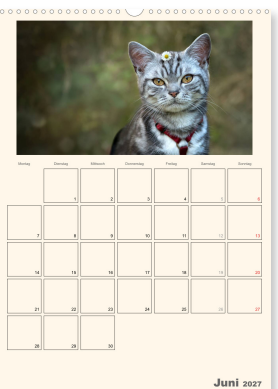 Montag Dienstag Mittwoch Donnerstag Freitag Samstag Sonntag
1 2 3 4 5 6
7 8 9 10 11 12 13
14 15 16 17 18 19 20
21 22 23 24 25 26 27
28 29 30
Juni 2027